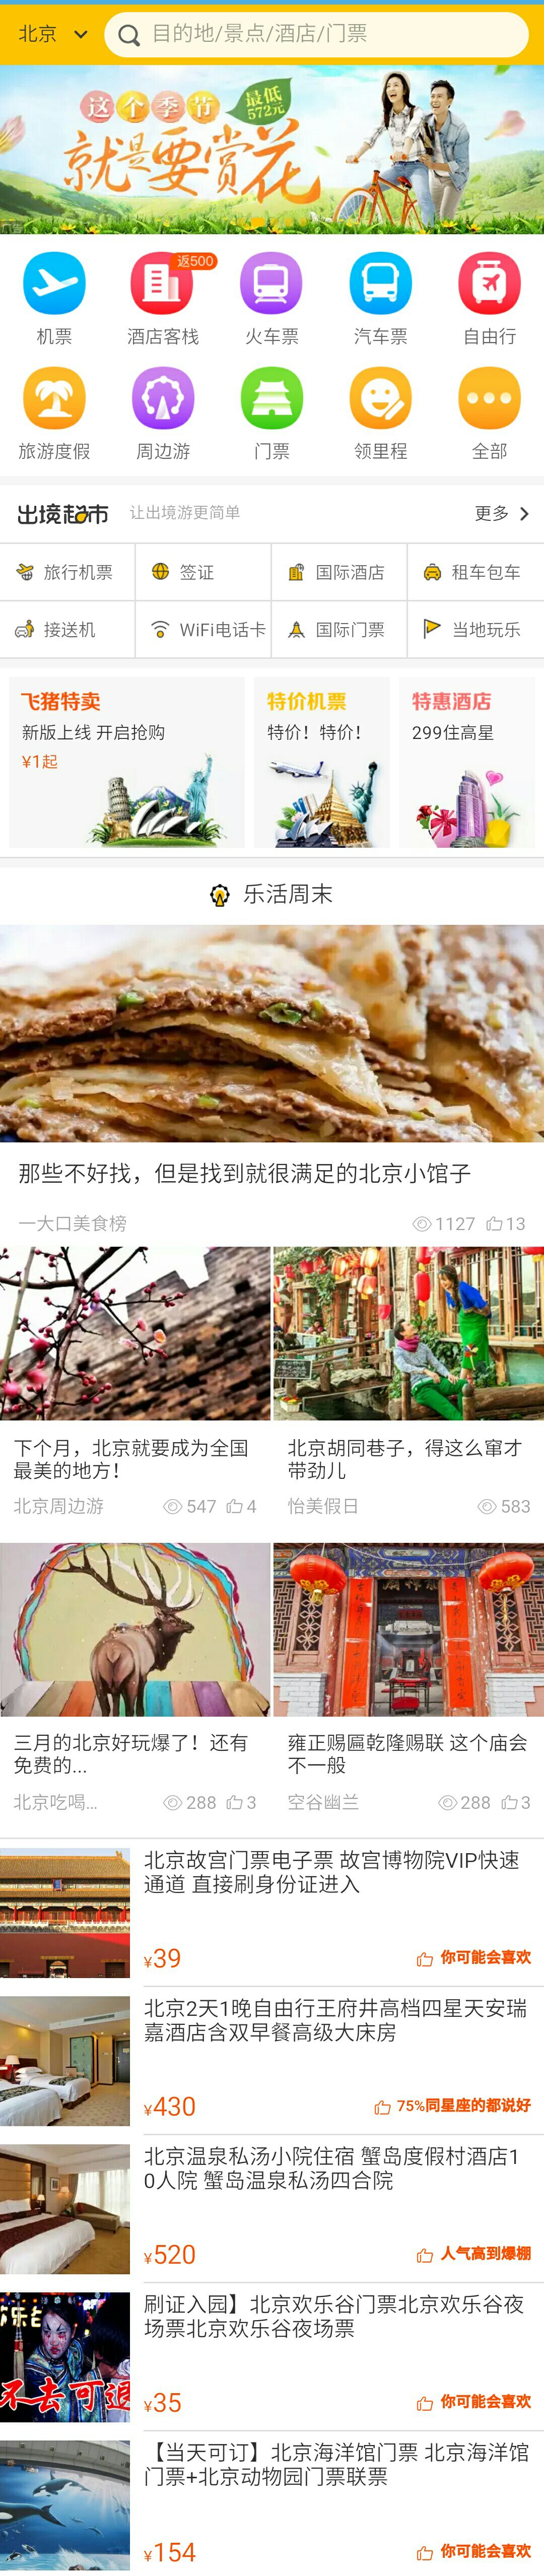 北京
目的地/景点/酒店/门票
这个季节
最低
572元
就是要赏花
广告
返500
机票
酒店客栈
火车票
汽车票
自由行
旅游度假
周边游
门票
领里程
全部
出境超市
让出境游更简单
更多
旅行机票
签证
国际酒店
租车包车
接送机
WiFi电话卡
国际门票
当地玩乐
飞猪特卖
新版上线 开启抢购
¥1起
特价机票
特价！特价！
特惠酒店
299住高星
乐活周末
那些不好找，但是找到就很满足的北京小馆子
一大口美食榜
1127
13
下个月，北京就要成为全国
最美的地方！
北京周边游
547
4
北京胡同巷子，得这么窜才
带劲儿
怡美假日
583
三月的北京好玩爆了！还有
免费的...
北京吃喝...
288
3
雍正赐匾乾隆赐联 这个庙会
不一般
空谷幽兰
288
3
北京故宫门票电子票 故宫博物院VIP快速
通道 直接刷身份证进入
¥39
你可能会喜欢
北京2天1晚自由行王府井高档四星天安瑞
嘉酒店含双早餐高级大床房
¥430
75%同星座的都说好
北京温泉私汤小院住宿 蟹岛度假村酒店1
0人院 蟹岛温泉私汤四合院
¥520
人气高到爆棚
刷证入园】北京欢乐谷门票北京欢乐谷夜
场票北京欢乐谷夜场票
不去可退
¥35
你可能会喜欢
【当天可订】北京海洋馆门票 北京海洋馆
门票+北京动物园门票联票
¥154
你可能会喜欢